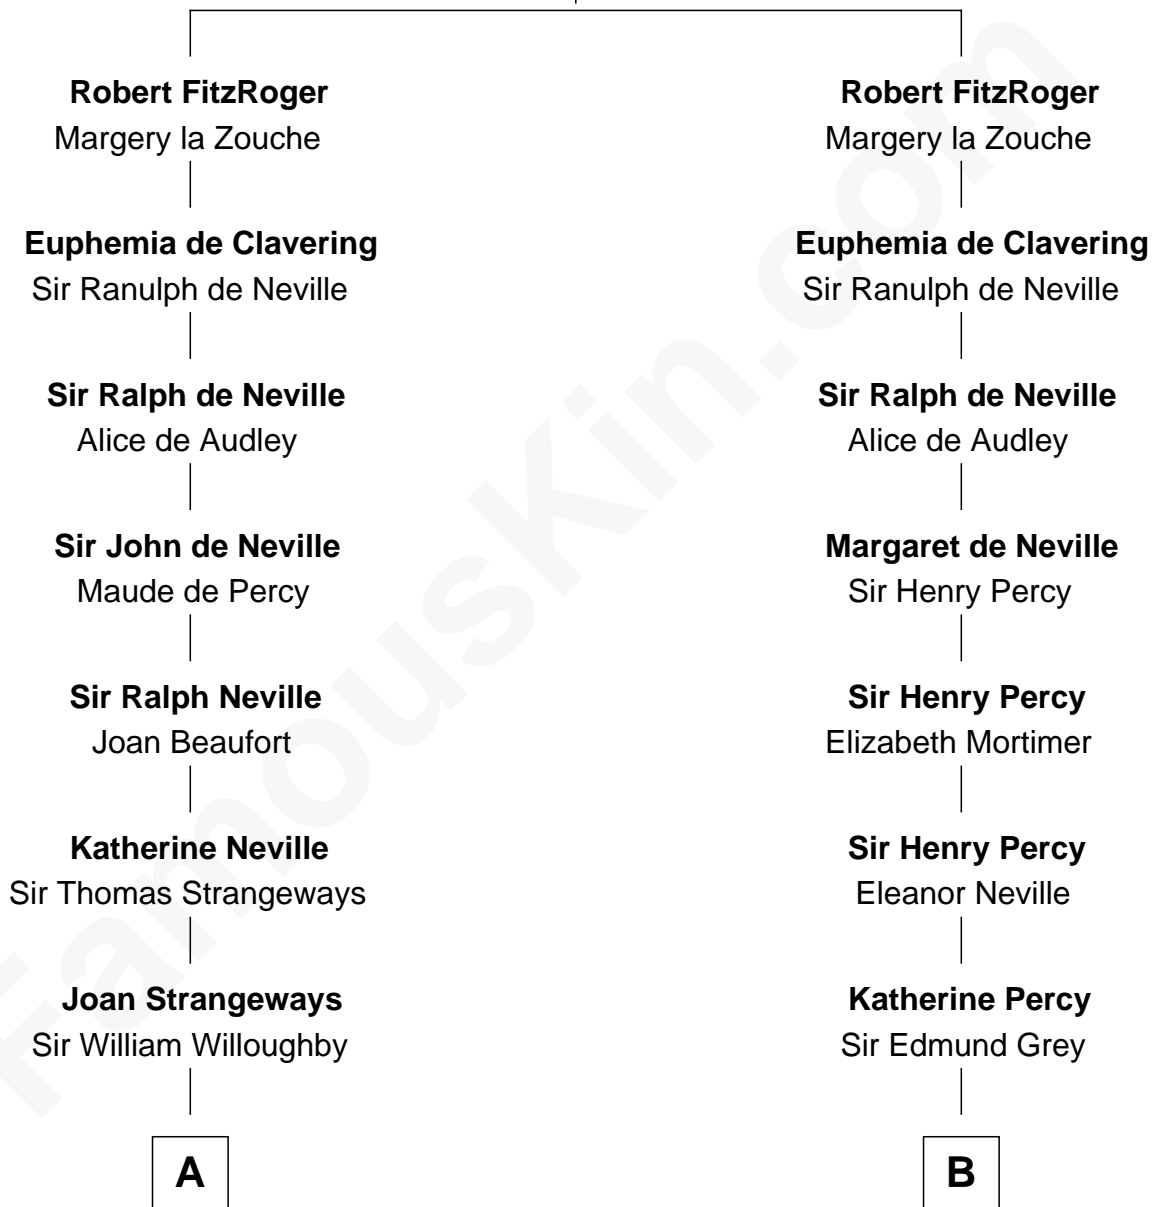 Robert FitzRoger
Margery la Zouche
Euphemia de Clavering
Sir Ranulph de Neville
Sir Ralph de Neville
Alice de Audley
Sir John de Neville
Maude de Percy
Sir Ralph Neville
Joan Beaufort
Katherine Neville
Sir Thomas Strangeways
Joan Strangeways
Sir William Willoughby
A
Robert FitzRoger
Margery la Zouche
Euphemia de Clavering
Sir Ranulph de Neville
Sir Ralph de Neville
Alice de Audley
Margaret de Neville
Sir Henry Percy
Sir Henry Percy
Elizabeth Mortimer
Sir Henry Percy
Eleanor Neville
Katherine Percy
Sir Edmund Grey
B
FamousKin.com